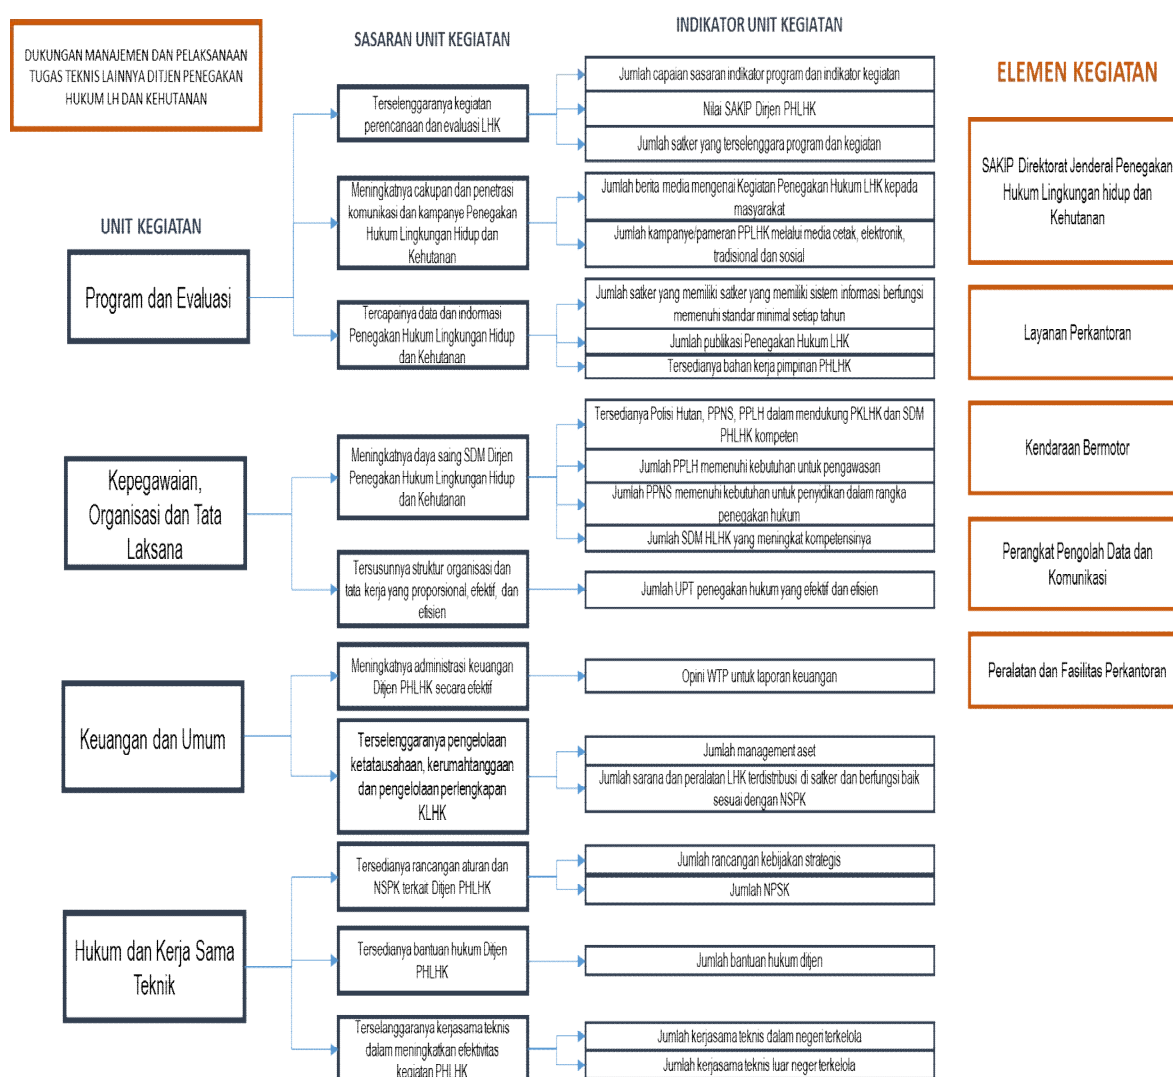 DUKUNGAN MANAJEMEN DAN PELAKSANAAN
TUGAS TEKNIS LAINNYA DITJEN PENEGAKAN
HUKUM LH DAN KEHUTANAN
SASARAN UNIT KEGIATAN
INDIKATOR UNIT KEGIATAN
ELEMEN KEGIATAN
UNIT KEGIATAN
Program dan Evaluasi
Terselenggaranya kegiatan
perencanaan dan evaluasi LHK
Jumlah capaian sasaran indikator program dan indikator kegiatan
Nilai SAKIP Dirjen PHLHK
Jumlah satker yang terselenggara program dan kegiatan
Meningkatnya cakupan dan penetrasi
komunikasi dan kampanye Penegakan
Hukum Lingkungan Hidup dan
Kehutanan
Jumlah berita media mengenai Kegiatan Penegakan Hukum LHK kepada
masyarakat
Jumlah kampanye/pameran PPLHK melalui media cetak, elektronik,
tradisional dan sosial
Tercapainya data dan indormasi
Penegakan Hukum Lingkungan Hidup
dan Kehutanan
Jumlah satker yang memiliki satker yang memiliki sistem informasi berfungsi
memenuhi standar minimal setiap tahun
Jumlah publikasi Penegakan Hukum LHK
Tersedianya bahan kerja pimpinan PHLHK
Kepegawaian,
Organisasi dan Tata
Laksana
Meningkatnya daya saing SDM Dirjen
Penegakan Hukum Lingkungan Hidup
dan Kehutanan
Tersedianya Polisi Hutan, PPNS, PPLH dalam mendukung PKLHK dan SDM
PHLHK kompeten
Jumlah PPLH memenuhi kebutuhan untuk pengawasan
Jumlah PPNS memenuhi kebutuhan untuk penyidikan dalam rangka
penegakan hukum
Jumlah SDM HLHK yang meningkat kompetensinya
Tersusunnya struktur organisasi dan
tata kerja yang proporsional, efektif, dan
efisien
Jumlah UPT penegakan hukum yang efektif dan efisien
Keuangan dan Umum
Meningkatnya administrasi keuangan
Ditjen PHLHK secara efektif
Opini WTP untuk laporan keuangan
Terselenggaranya pengelolaan
ketatausahaan, kerumahtanggaan
dan pengelolaan perlengkapan
KLHK
Jumlah management aset
Jumlah sarana dan peralatan LHK terdistribusi di satker dan berfungsi baik
sesuai dengan NSPK
Hukum dan Kerja Sama
Teknik
Tersedianya rancangan aturan dan
NSPK terkait Ditjen PHLHK
Jumlah rancangan kebijakan strategis
Jumlah NPSK
Tersedianya bantuan hukum Ditjen
PHLHK
Jumlah bantuan hukum ditjen
Terselanggaranya kerjasama teknis
dalam meningkatkan efektivitas
kegiatan PHLHK
Jumlah kerjasama teknis dalam negeri terkelola
Jumlah kerjasama teknis luar neger terkelola
SAKIP Direktorat Jenderal Penegakan
Hukum Lingkungan hidup dan
Kehutanan
Layanan Perkantoran
Kendaraan Bermotor
Perangkat Pengolah Data dan
Komunikasi
Peralatan dan Fasilitas Perkantoran